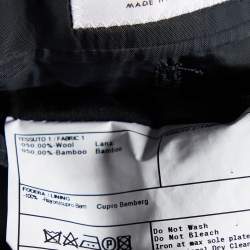 MADE IN
TESSUTO 1 / FABRIC 1
050,00%-Wool Lana
050,00%-Bamboo Bamboo
FODERA / LINING
-100% Cupro Bemberg
Do Not Wash
Do Not Bleach
Iron at max sole plate